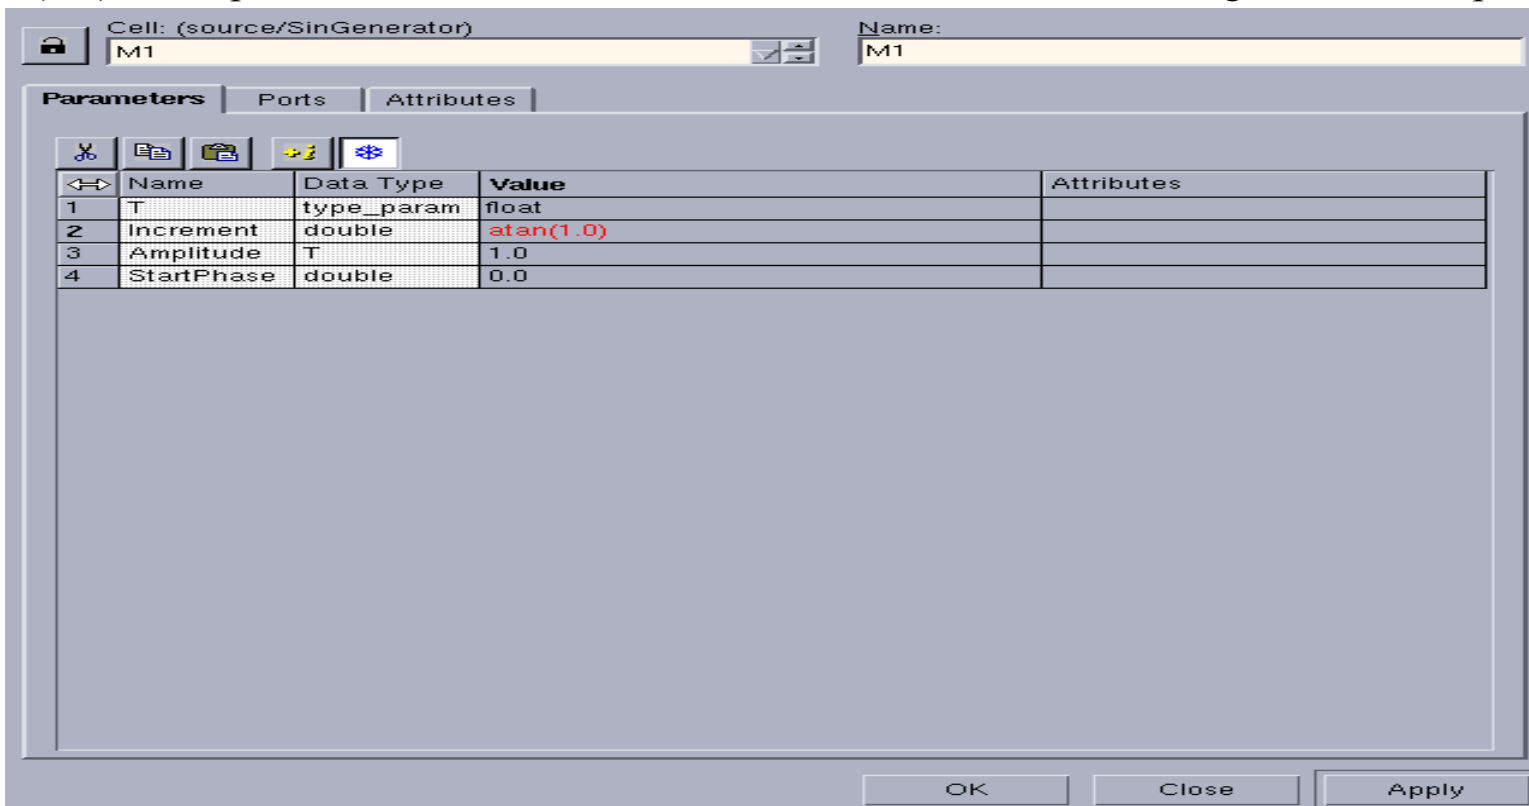 Cell: (source/SinGenerator) Name:
M1 M1
Parameters Ports Attributes
Name Data Type Value Attributes
1 T type_param float
2 Increment double atan(1.0)
3 Amplitude T 1.0
4 StartPhase double 0.0
OK Close Apply